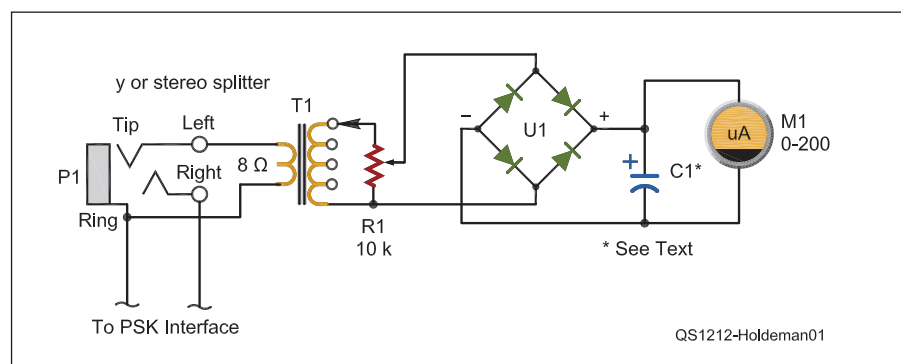 y or stereo splitter
T1
Tip
Left
P1
8 Ω
Right
Ring
R1
10 k
To PSK Interface
U1
–
+
+
C1*
uA
M1
0-200
* See Text
QS1212-Holdeman01